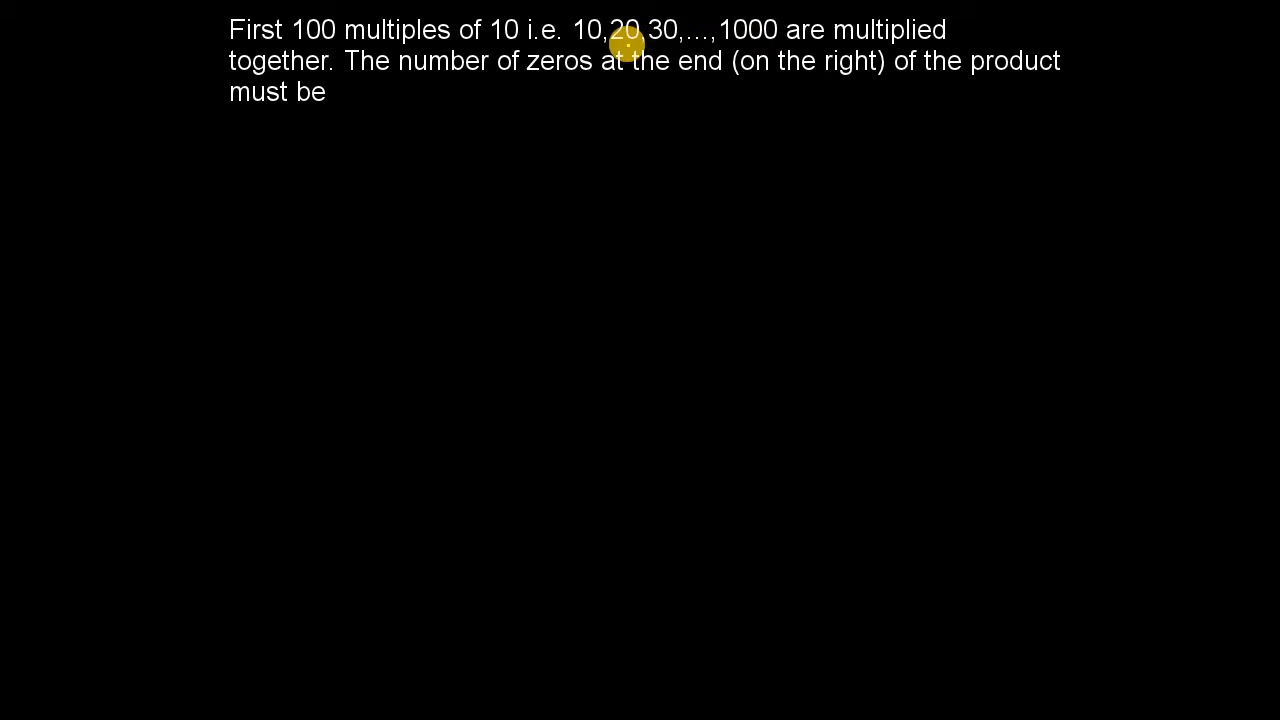 First 100 multiples of 10 i.e. 10,20,30,...,1000 are multiplied
together. The number of zeros at the end (on the right) of the product
must be